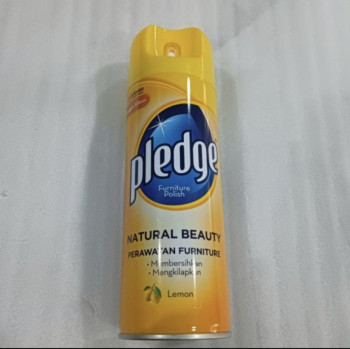 pledge
Furniture
Polish
NATURAL BEAUTY
PERAWATAN FURNITURE
• Membersihkan
• Mengkilapkan
Lemon